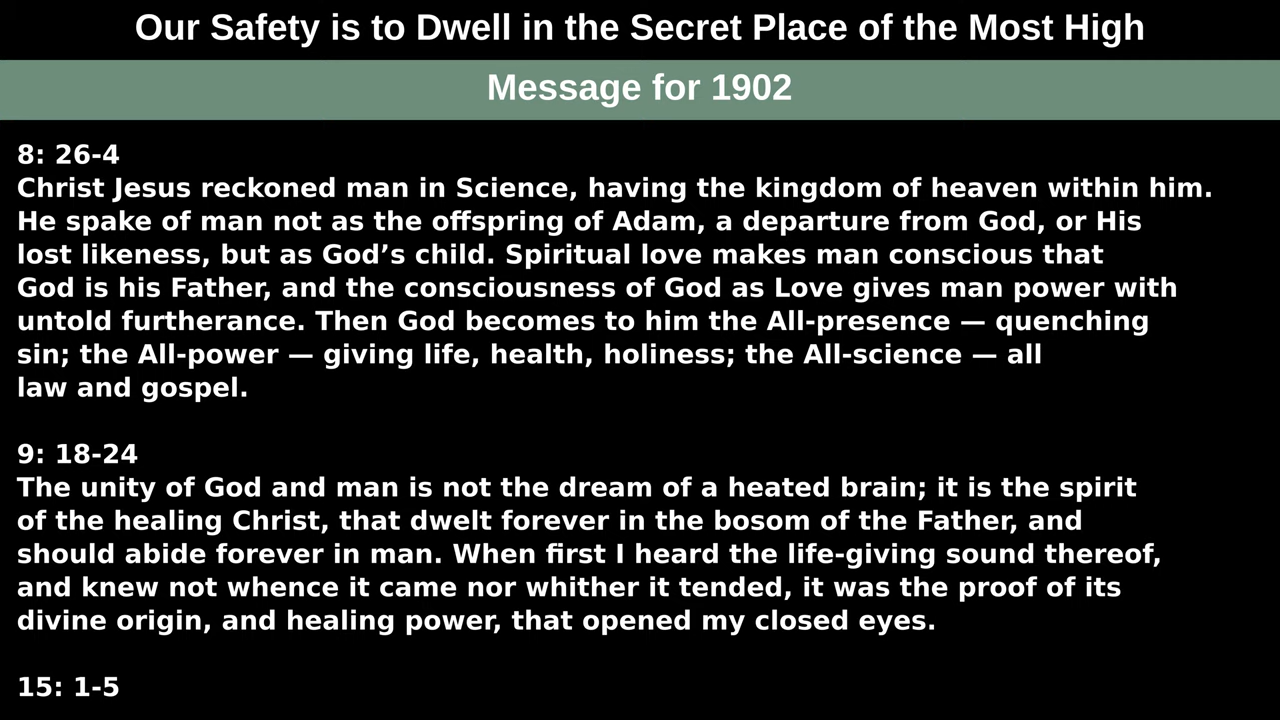 Our Safety is to Dwell in the Secret Place of the Most High
Message for 1902
8: 26-4
Christ Jesus reckoned man in Science, having the kingdom of heaven within him.
He spake of man not as the offspring of Adam, a departure from God, or His
lost likeness, but as God’s child. Spiritual love makes man conscious that
God is his Father, and the consciousness of God as Love gives man power with
untold furtherance. Then God becomes to him the All-presence — quenching
sin; the All-power — giving life, health, holiness; the All-science — all
law and gospel.
9: 18-24
The unity of God and man is not the dream of a heated brain; it is the spirit
of the healing Christ, that dwelt forever in the bosom of the Father, and
should abide forever in man. When first I heard the life-giving sound thereof,
and knew not whence it came nor whither it tended, it was the proof of its
divine origin, and healing power, that opened my closed eyes.
15: 1-5